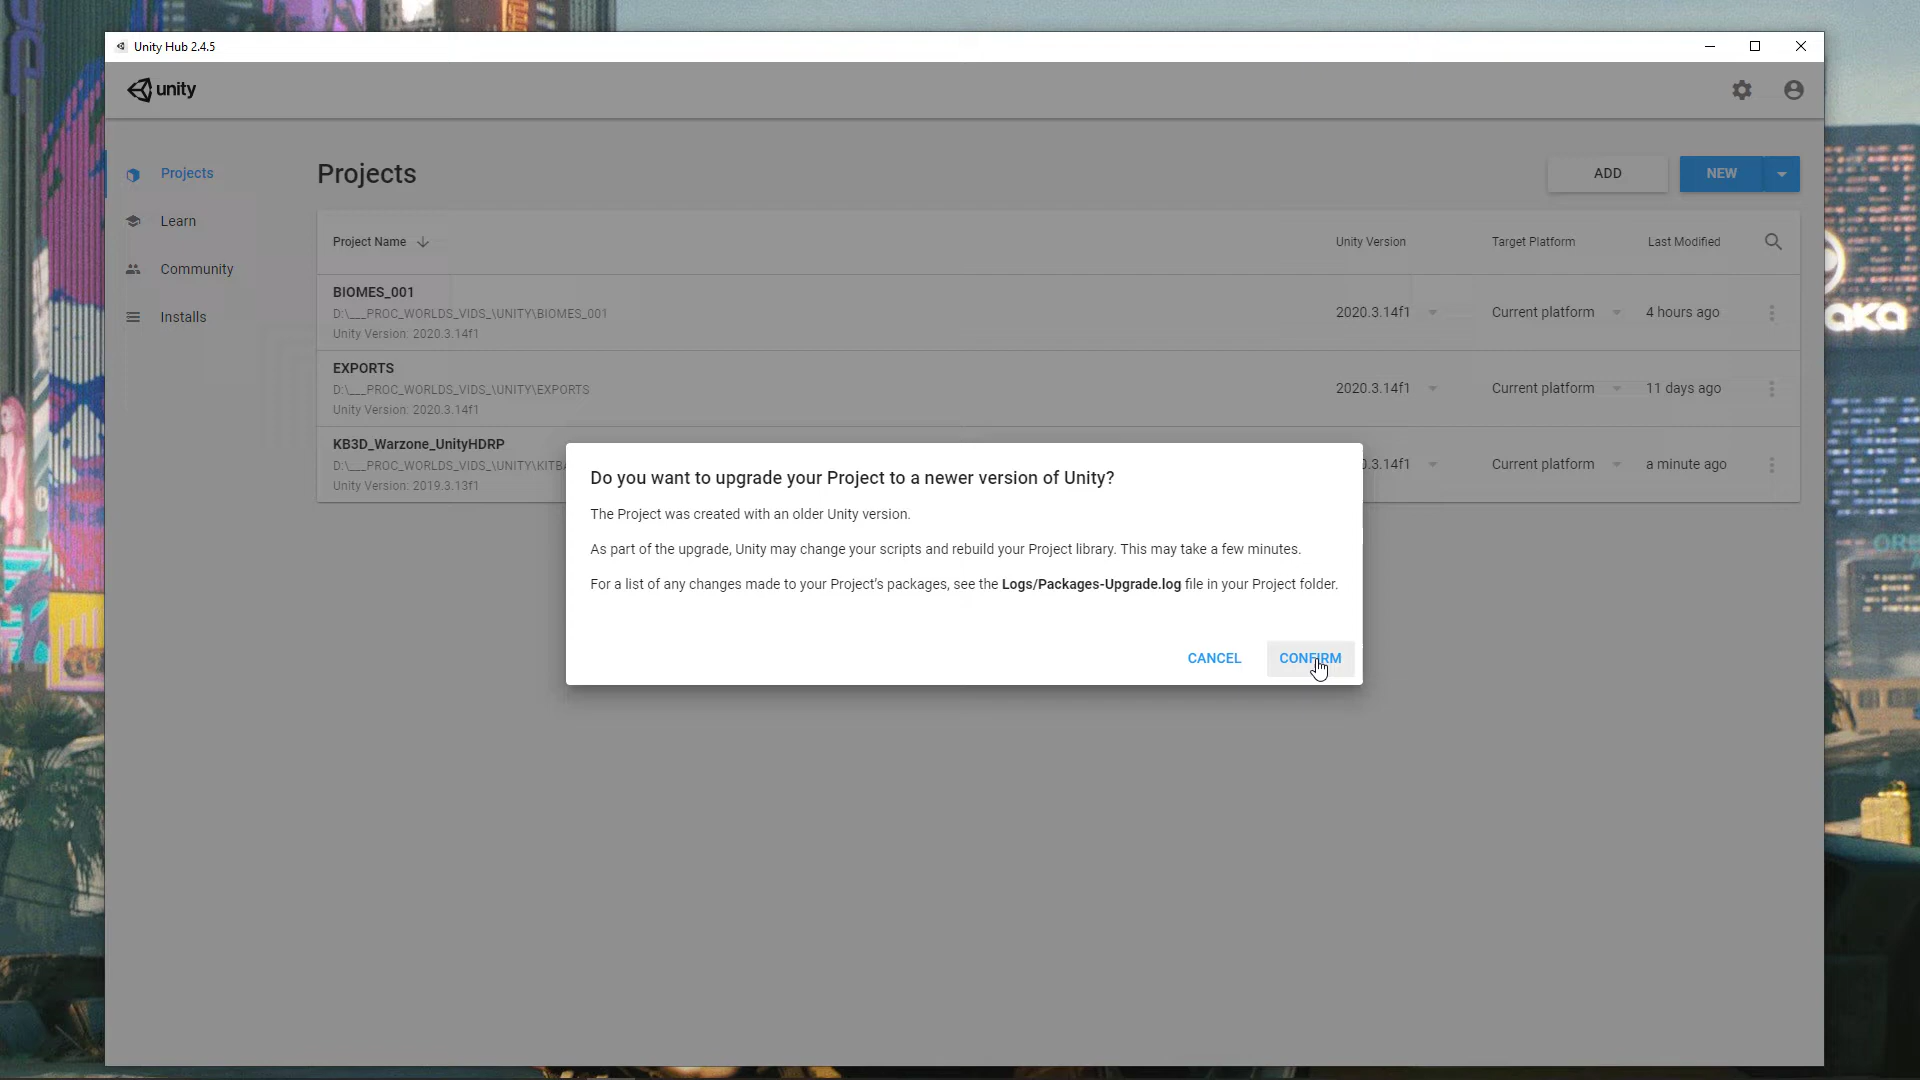 Unity Hub 2.4.5
unity
Projects
Learn
Community
Installs
Projects
ADD
NEW
Project Name
Unity Version
Target Platform
Last Modified
BIOMES_001
D:\___PROC_WORLDS_VIDS_\UNITY\BIOMES_001
Unity Version: 2020.3.14f1
2020.3.14f1
Current platform
4 hours ago
EXPORTS
D:\___PROC_WORLDS_VIDS_\UNITY\EXPORTS
Unity Version: 2020.3.14f1
2020.3.14f1
Current platform
11 days ago
KB3D_Warzone_UnityHDRP
D:\___PROC_WORLDS_VIDS_\UNITY\KITBA
Unity Version: 2019.3.13f1
0.3.14f1
Current platform
a minute ago
Do you want to upgrade your Project to a newer version of Unity?
The Project was created with an older Unity version.
As part of the upgrade, Unity may change your scripts and rebuild your Project library. This may take a few minutes.
For a list of any changes made to your Project's packages, see the Logs/Packages-Upgrade.log file in your Project folder.
CANCEL
CONFIRM